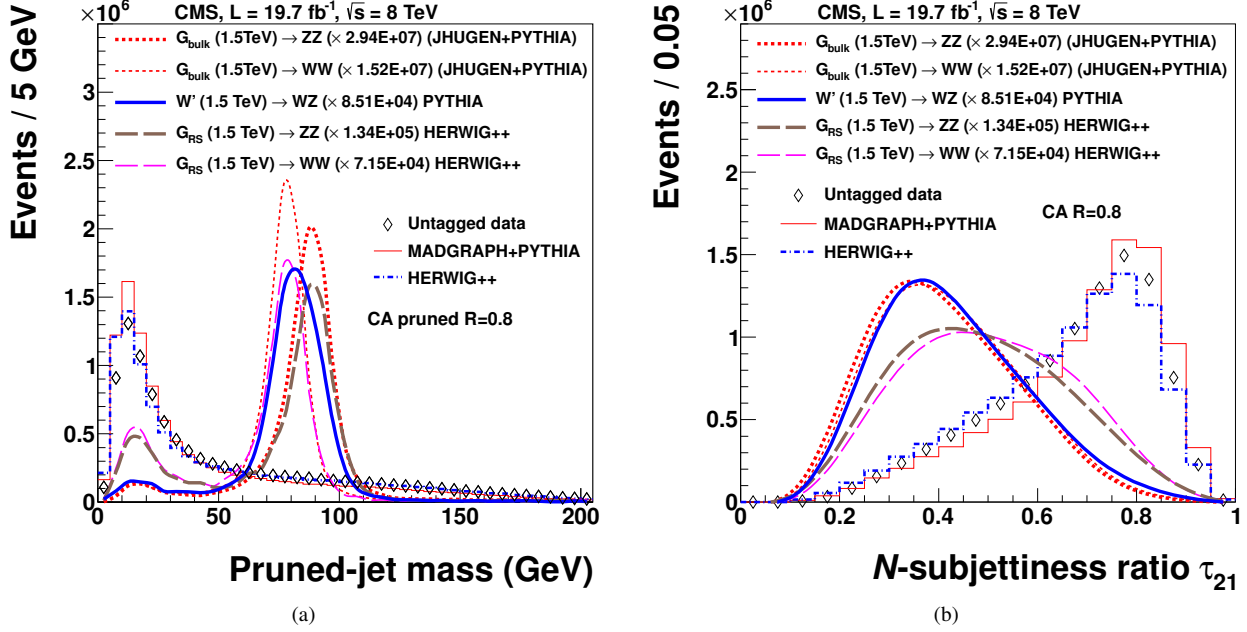 ×10⁶ CMS, L = 19.7 fb⁻¹, √s = 8 TeV
G_bulk (1.5TeV) → ZZ (× 2.94E+07) (JHUGEN+PYTHIA)
G_bulk (1.5TeV) → WW (× 1.52E+07) (JHUGEN+PYTHIA)
W' (1.5 TeV) → WZ (× 8.51E+04) PYTHIA
G_RS (1.5 TeV) → ZZ (× 1.34E+05) HERWIG++
G_RS (1.5 TeV) → WW (× 7.15E+04) HERWIG++
Untagged data
MADGRAPH+PYTHIA
HERWIG++
CA pruned R=0.8
Events / 5 GeV
3.5
3
2.5
2
1.5
1
0.5
0
0 50 100 150 200
Pruned-jet mass (GeV)
(a)
×10⁶ CMS, L = 19.7 fb⁻¹, √s = 8 TeV
G_bulk (1.5TeV) → ZZ (× 2.94E+07) (JHUGEN+PYTHIA)
G_bulk (1.5TeV) → WW (× 1.52E+07) (JHUGEN+PYTHIA)
W' (1.5 TeV) → WZ (× 8.51E+04) PYTHIA
G_RS (1.5 TeV) → ZZ (× 1.34E+05) HERWIG++
G_RS (1.5 TeV) → WW (× 7.15E+04) HERWIG++
Untagged data
MADGRAPH+PYTHIA
HERWIG++
CA R=0.8
Events / 0.05
2.5
2
1.5
1
0.5
0
0 0.2 0.4 0.6 0.8 1
N-subjettiness ratio τ₂₁
(b)